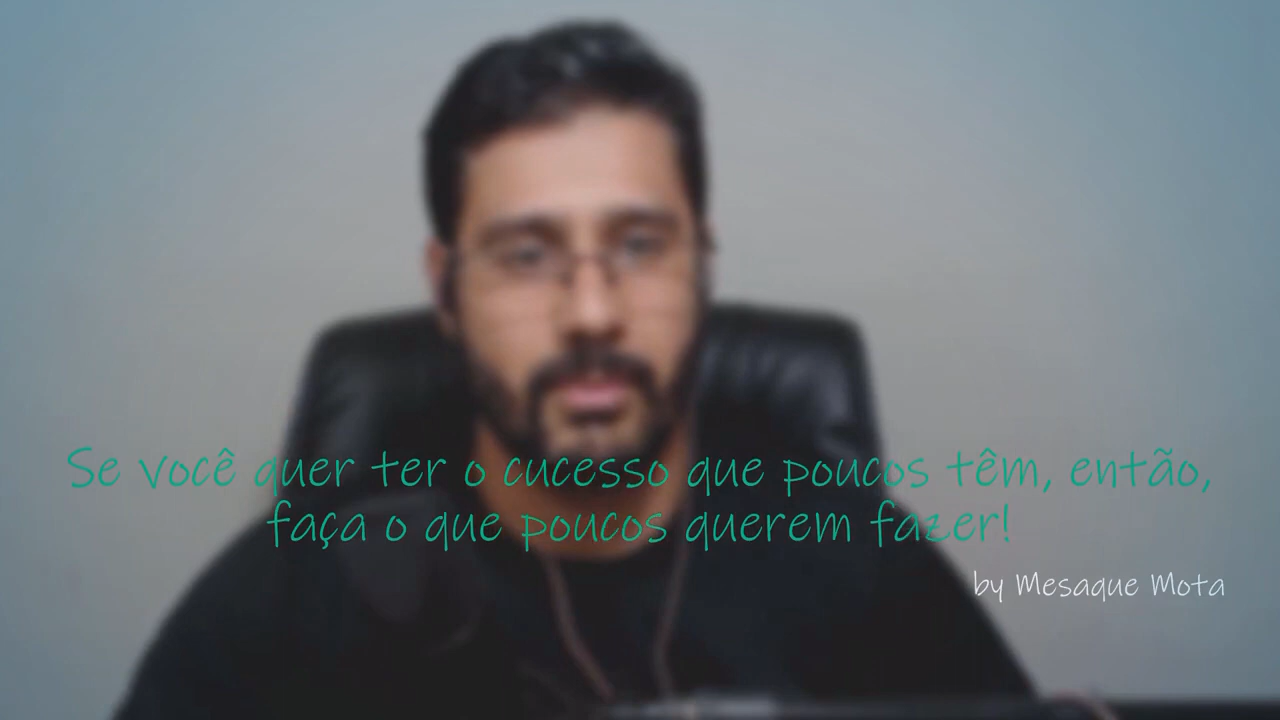 Se você quer ter o cucesso que poucos têm, então,
faça o que poucos querem fazer!
by Mesaque Mota